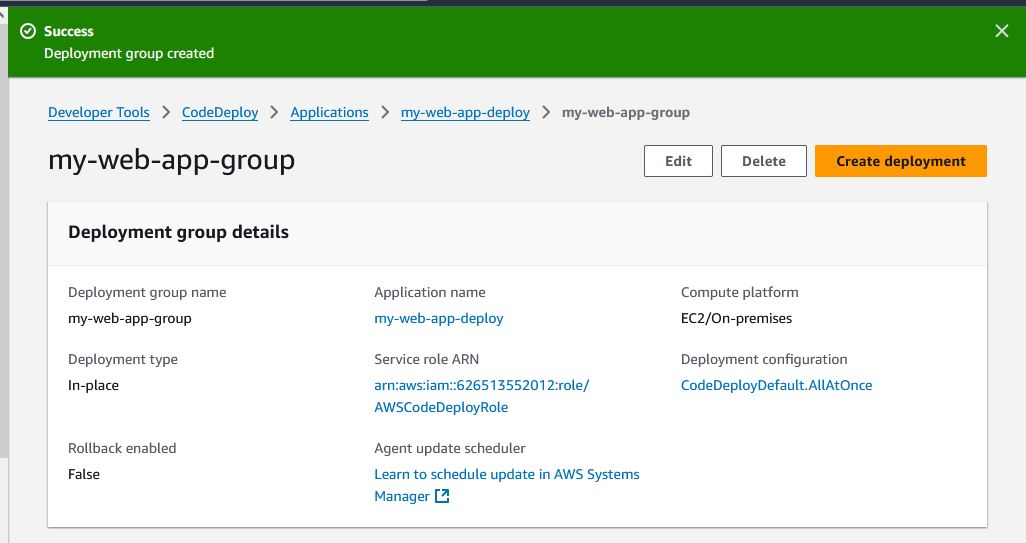 Success
Deployment group created
Developer Tools > CodeDeploy > Applications > my-web-app-deploy > my-web-app-group
my-web-app-group
Edit Delete Create deployment
Deployment group details
Deployment group name Application name Compute platform
my-web-app-group my-web-app-deploy EC2/On-premises
Deployment type Service role ARN Deployment configuration
In-place arn:aws:iam::626513552012:role/ CodeDeployDefault.AllAtOnce
AWSCodeDeployRole
Rollback enabled Agent update scheduler
False Learn to schedule update in AWS Systems
Manager